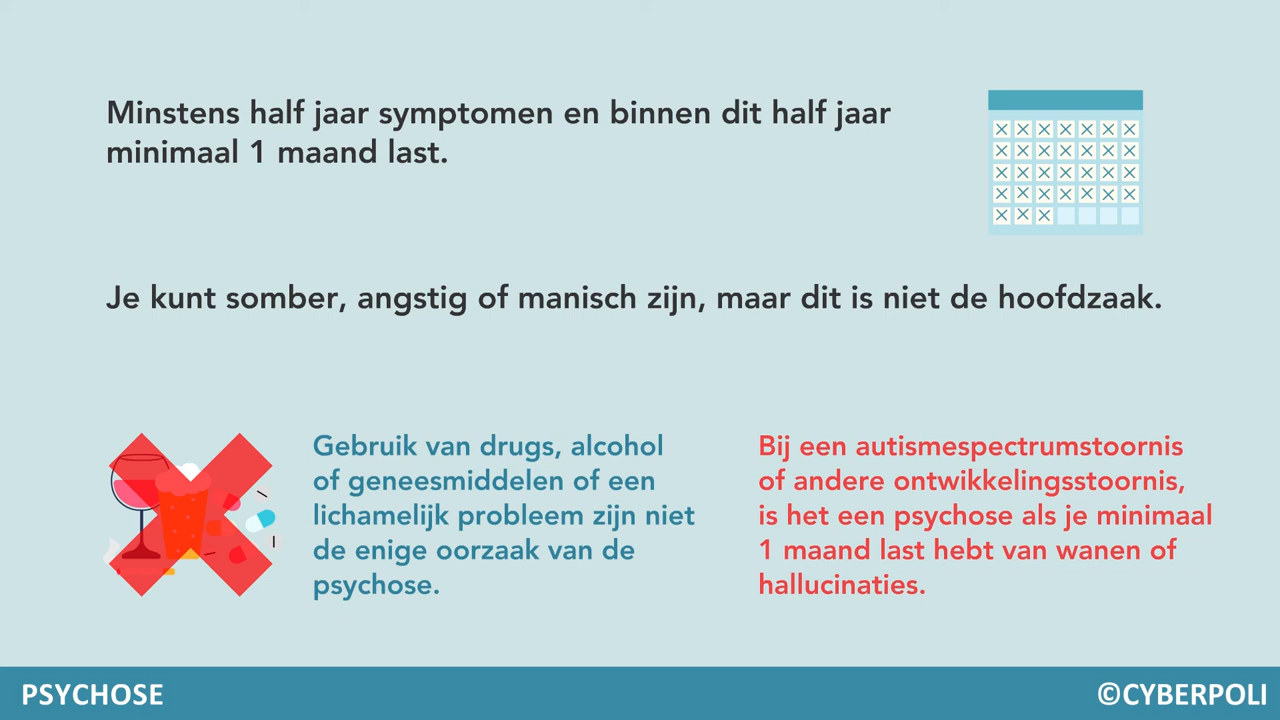 Minstens half jaar symptomen en binnen dit half jaar
minimaal 1 maand last.
Je kunt somber, angstig of manisch zijn, maar dit is niet de hoofdzaak.
Gebruik van drugs, alcohol
of geneesmiddelen of een
lichamelijk probleem zijn niet
de enige oorzaak van de
psychose.
Bij een autismespectrumstoornis
of andere ontwikkelingsstoornis,
is het een psychose als je minimaal
1 maand last hebt van wanen of
hallucinaties.
PSYCHOSE
©CYBERPOLI